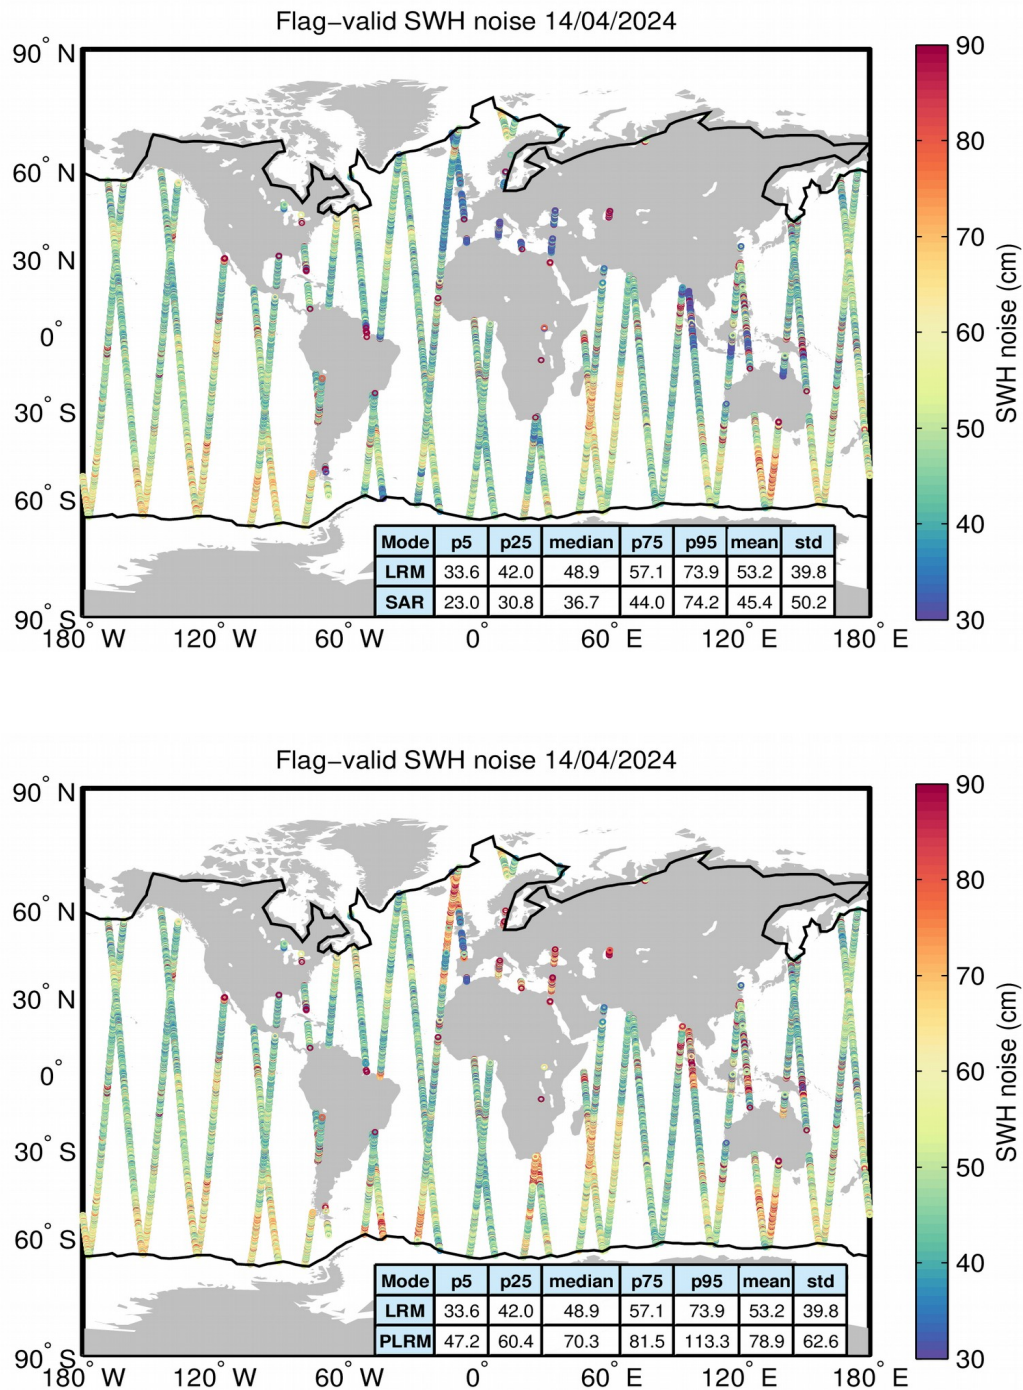 Flag−valid SWH noise 14/04/2024
90° N
60° N
30° N
0°
30° S
60° S
90° S
180° W 120° W 60° W 0° 60° E 120° E 180° E
90
80
70
60
50
40
30
SWH noise (cm)
Mode p5 p25 median p75 p95 mean std
LRM 33.6 42.0 48.9 57.1 73.9 53.2 39.8
SAR 23.0 30.8 36.7 44.0 74.2 45.4 50.2
Flag−valid SWH noise 14/04/2024
90° N
60° N
30° N
0°
30° S
60° S
90° S
180° W 120° W 60° W 0° 60° E 120° E 180° E
90
80
70
60
50
40
30
SWH noise (cm)
Mode p5 p25 median p75 p95 mean std
LRM 33.6 42.0 48.9 57.1 73.9 53.2 39.8
PLRM 47.2 60.4 70.3 81.5 113.3 78.9 62.6